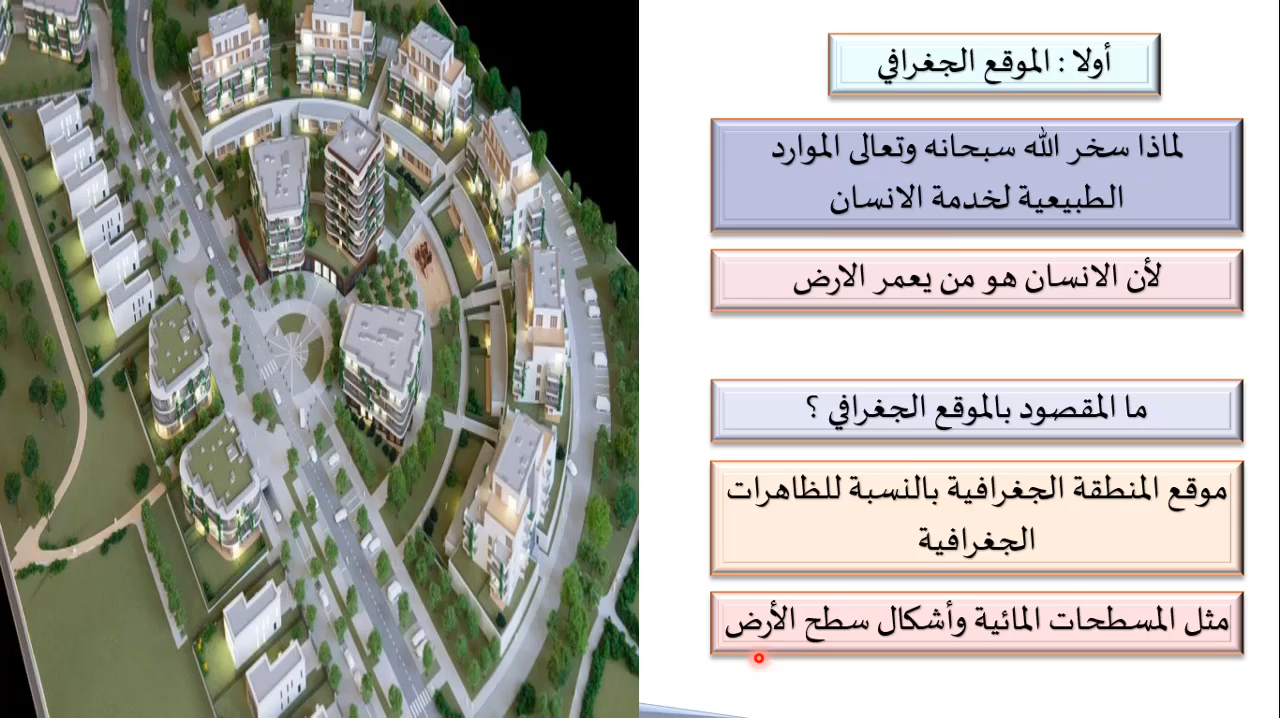 أولا : الموقع الجغرافي
لماذا سخر الله سبحانه وتعالى الموارد
الطبيعية لخدمة الانسان
لأن الانسان هو من يعمر الارض
ما المقصود بالموقع الجغرافي ؟
موقع المنطقة الجغرافية بالنسبة للظاهرات
الجغرافية
مثل المسطحات المائية وأشكال سطح الأرض